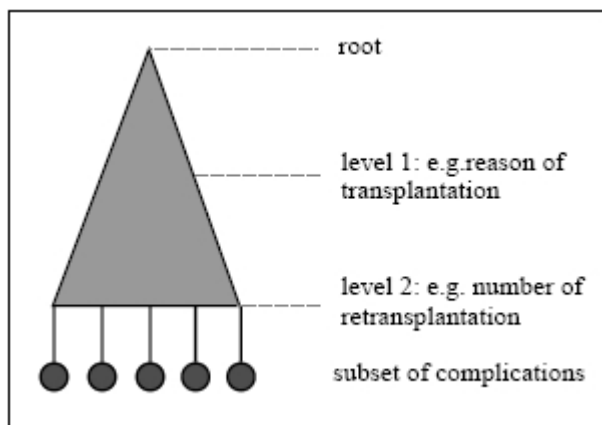 root
level 1: e.g.reason of
transplantation
level 2: e.g. number of
retransplantation
subset of complications